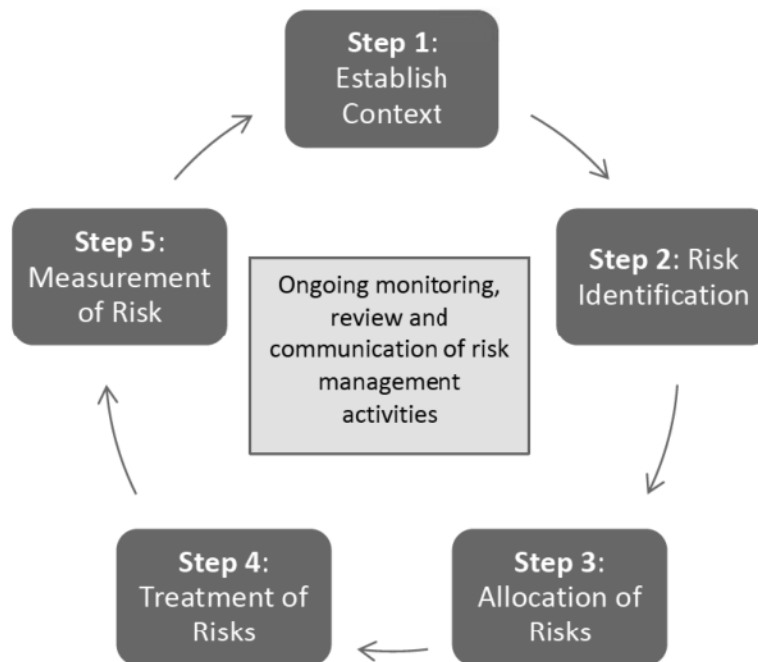 Step 1:
Establish
Context
Step 2: Risk
Identification
Step 3:
Allocation of
Risks
Step 4:
Treatment of
Risks
Step 5:
Measurement
of Risk
Ongoing monitoring,
review and
communication of risk
management
activities